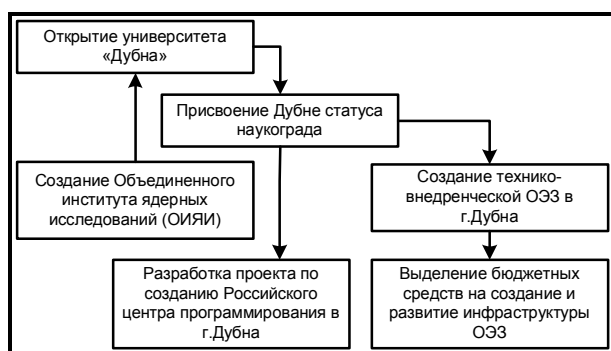 Открытие университета
«Дубна»
Присвоение Дубне статуса
наукограда
Создание Объединенного
института ядерных
исследований (ОИЯИ)
Создание технико-
внедренческой ОЭЗ в
г.Дубна
Разработка проекта по
созданию Российского
центра программирования в
г.Дубна
Выделение бюджетных
средств на создание и
развитие инфраструктуры
ОЭЗ